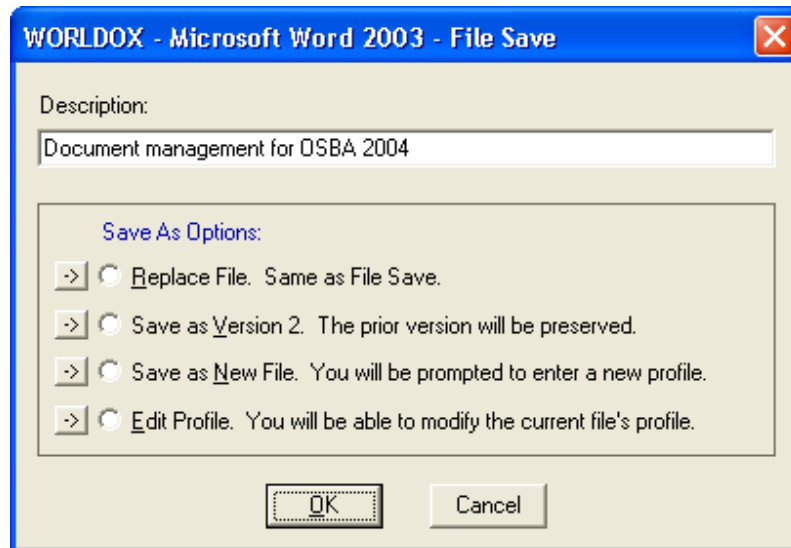 WORLDOX - Microsoft Word 2003 - File Save
Description:
Document management for OSBA 2004
Save As Options:
-> Replace File. Same as File Save.
-> Save as Version 2. The prior version will be preserved.
-> Save as New File. You will be prompted to enter a new profile.
-> Edit Profile. You will be able to modify the current file's profile.
OK Cancel